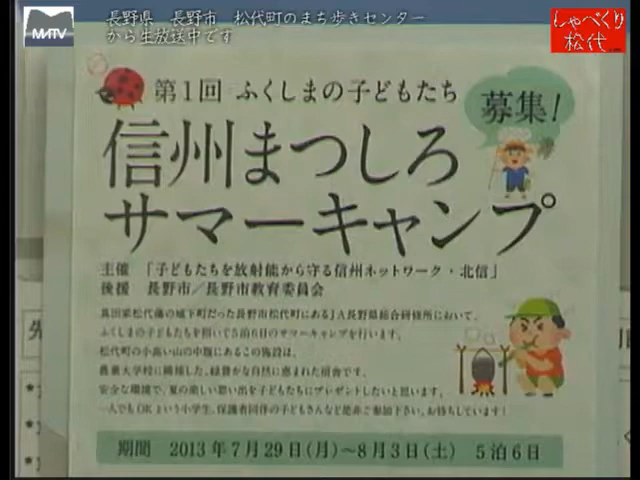 MATV
長野県　長野市　松代町のまち歩きセンター
から生放送中です
しゃべくり
松代
第1回 ふくしまの子どもたち
募集!
信州まつしろ
サマーキャンプ
主催　「子どもたちを放射能から守る信州ネットワーク・北信」
後援　長野市／長野市教育委員会
真田家松代藩の城下町だった長野市松代町にあるJA長野県総合研修所において、
ふくしまの子どもたちを招いて5泊6日のサマーキャンプを行います。
松代町の小高い山の中腹にあるこの施設は、
農業大学校に隣接した、緑豊かな自然に恵まれた宿舎です。
安全な環境で、夏の楽しい思い出を子どもたちにプレゼントしたいと思います。
一人でもOKという小学生、保護者同伴の子どもさんなど是非ご参加下さい。お待ちしています!
期間　2013年7月29日(月)～8月3日(土)　5泊6日